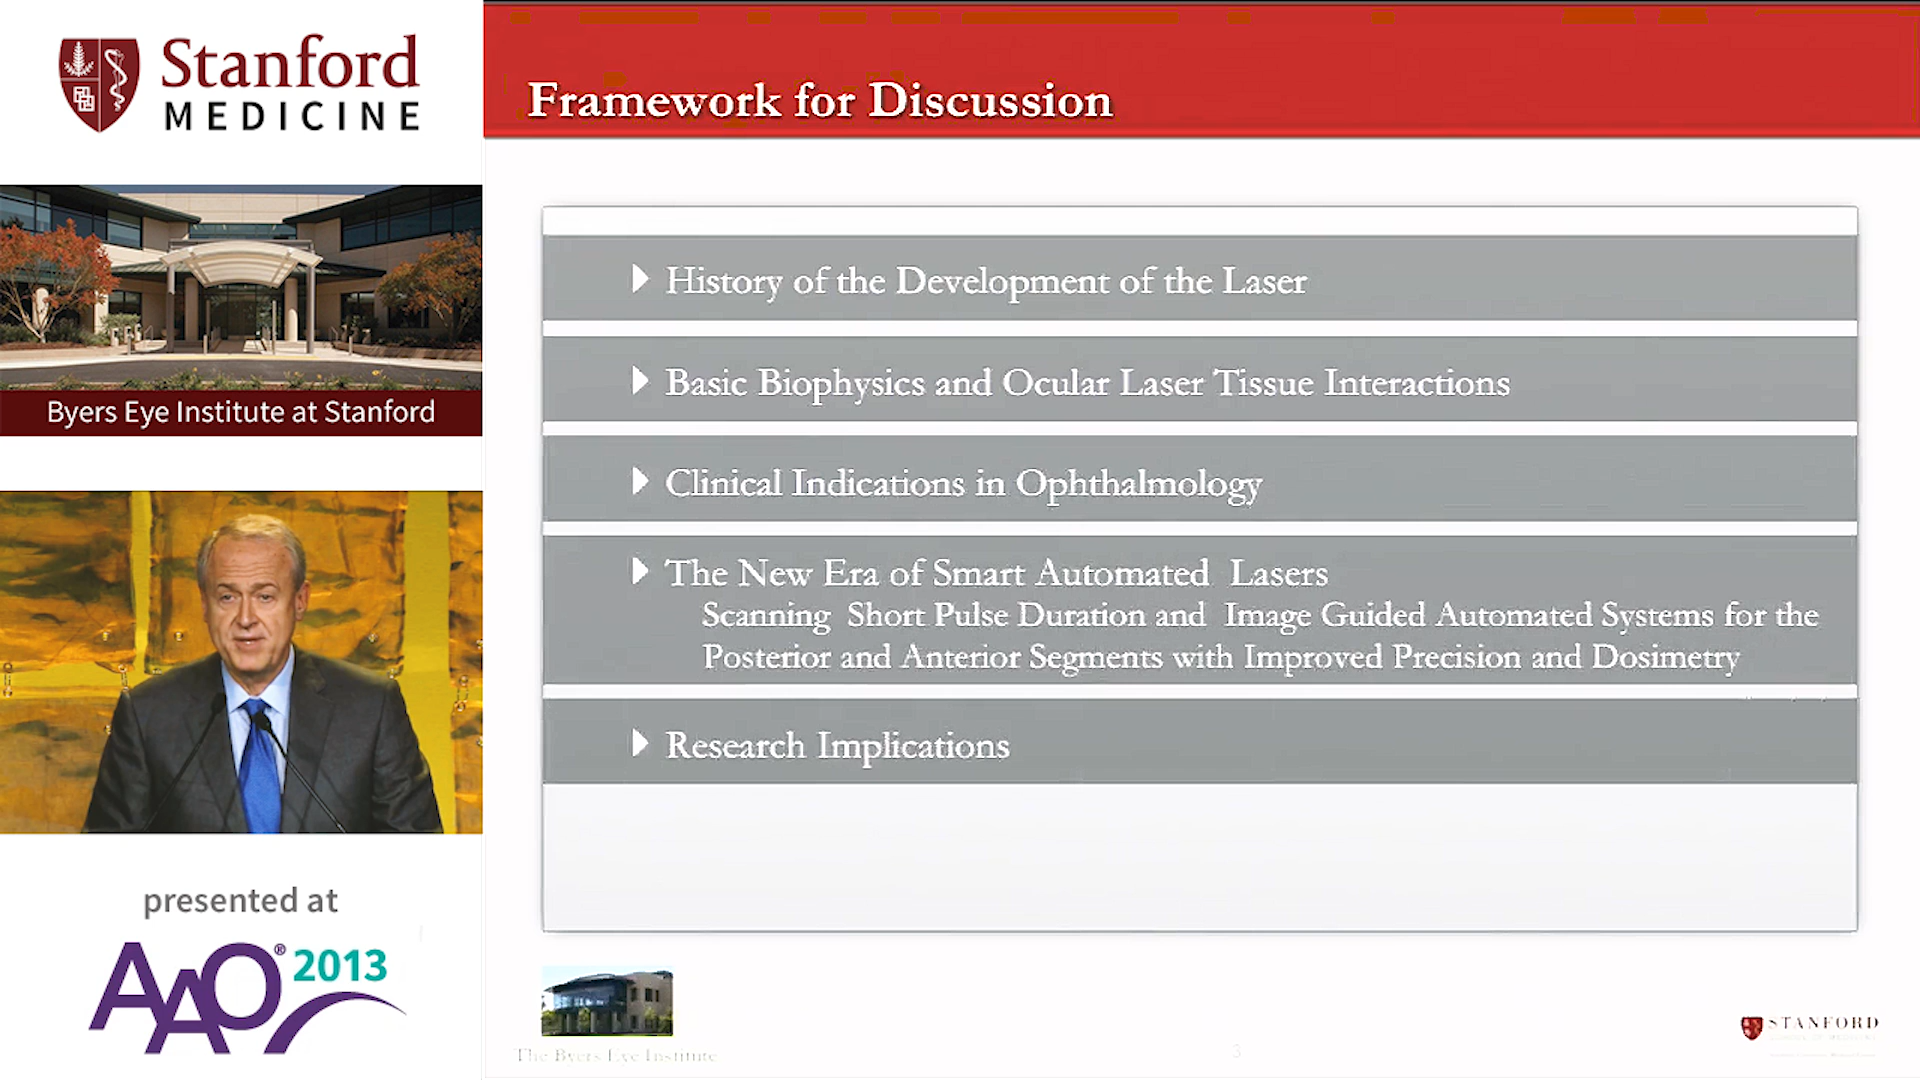 Stanford
MEDICINE
Byers Eye Institute at Stanford
presented at
AAO® 2013
Framework for Discussion
History of the Development of the Laser
Basic Biophysics and Ocular Laser Tissue Interactions
Clinical Indications in Ophthalmology
The New Era of Smart Automated Lasers
Scanning Short Pulse Duration and Image Guided Automated Systems for the
Posterior and Anterior Segments with Improved Precision and Dosimetry
Research Implications
The Byers Eye Institute
3
STANFORD